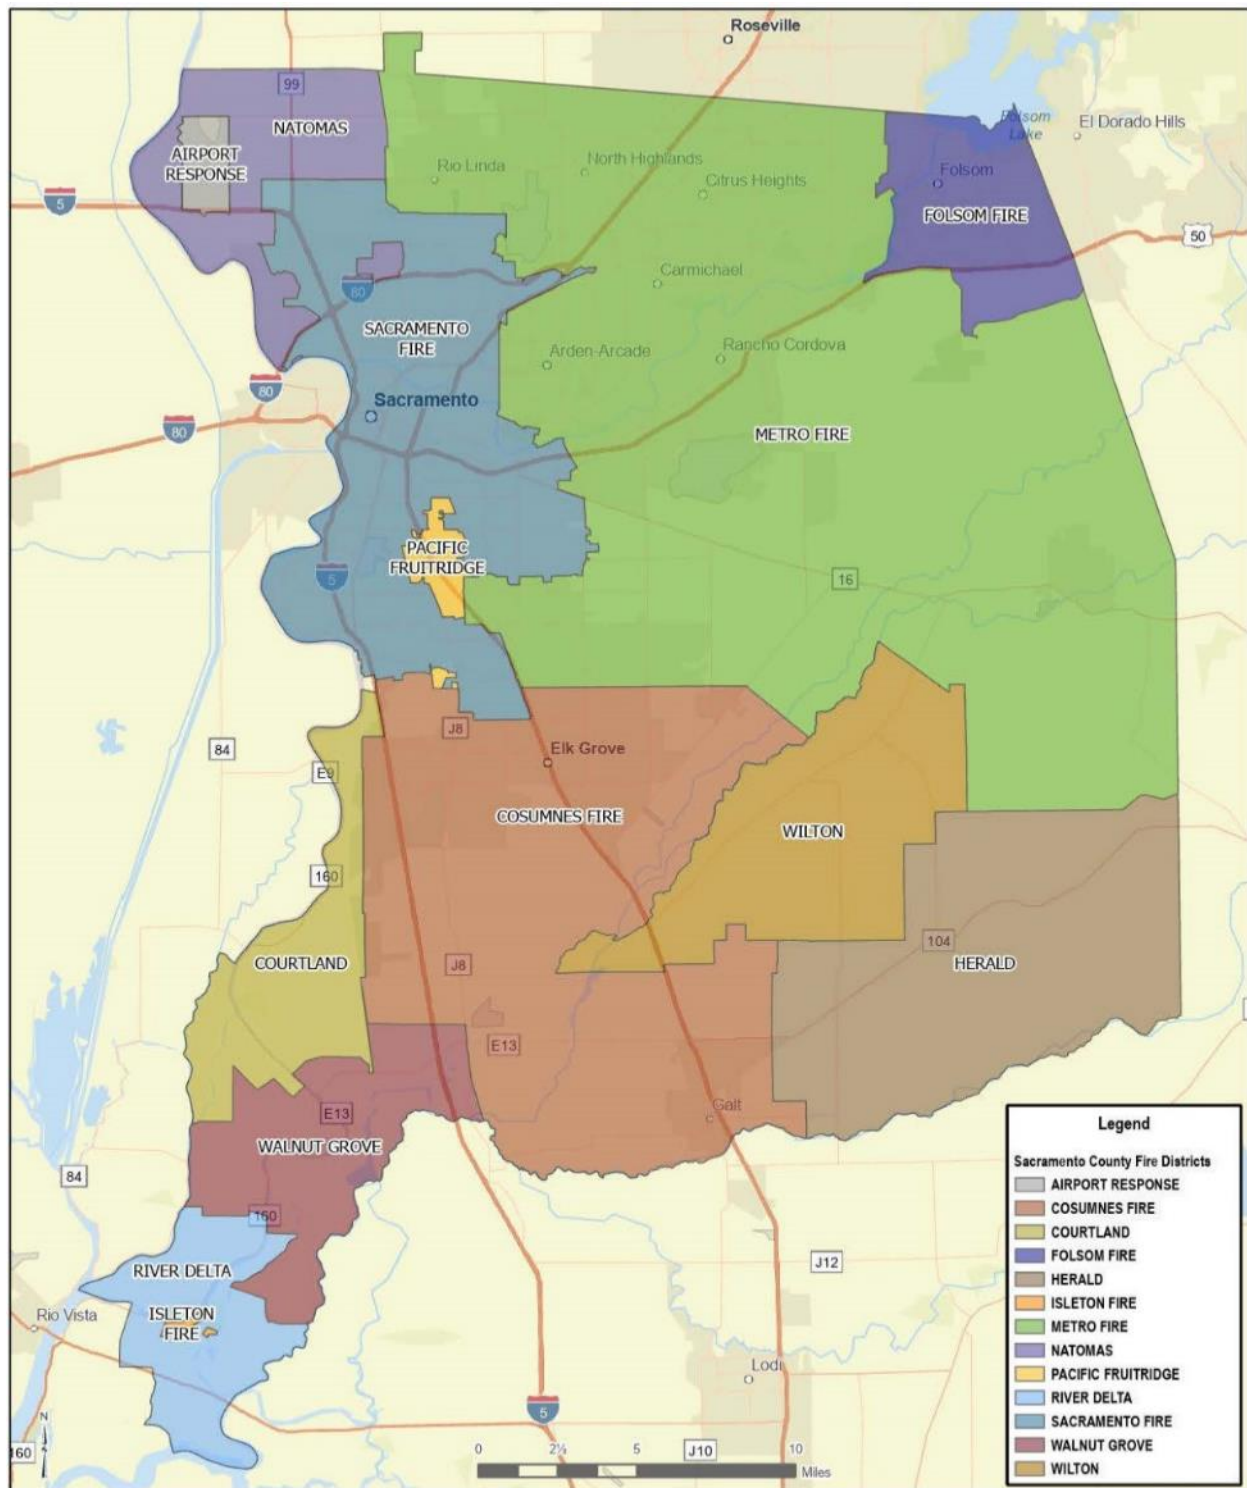 Roseville
99
NATOMAS
Folsom
Lake
El Dorado Hills
AIRPORT
RESPONSE
Rio Linda
North Highlands
Citrus Heights
Folsom
5
FOLSOM FIRE
50
Carmichael
80
SACRAMENTO
FIRE
Arden-Arcade
Rancho Cordova
80
Sacramento
80
METRO FIRE
PACIFIC
FRUITRIDGE
5
16
J8
84
Elk Grove
E9
COSUMNES FIRE
WILTON
160
104
COURTLAND
J8
HERALD
E13
E13
Galt
WALNUT GROVE
84
160
RIVER DELTA
J12
ISLETON
FIRE
Rio Vista
Lodi
5
N
160
0 2½ 5 10
J10
Miles
Legend
Sacramento County Fire Districts
AIRPORT RESPONSE
COSUMNES FIRE
COURTLAND
FOLSOM FIRE
HERALD
ISLETON FIRE
METRO FIRE
NATOMAS
PACIFIC FRUITRIDGE
RIVER DELTA
SACRAMENTO FIRE
WALNUT GROVE
WILTON